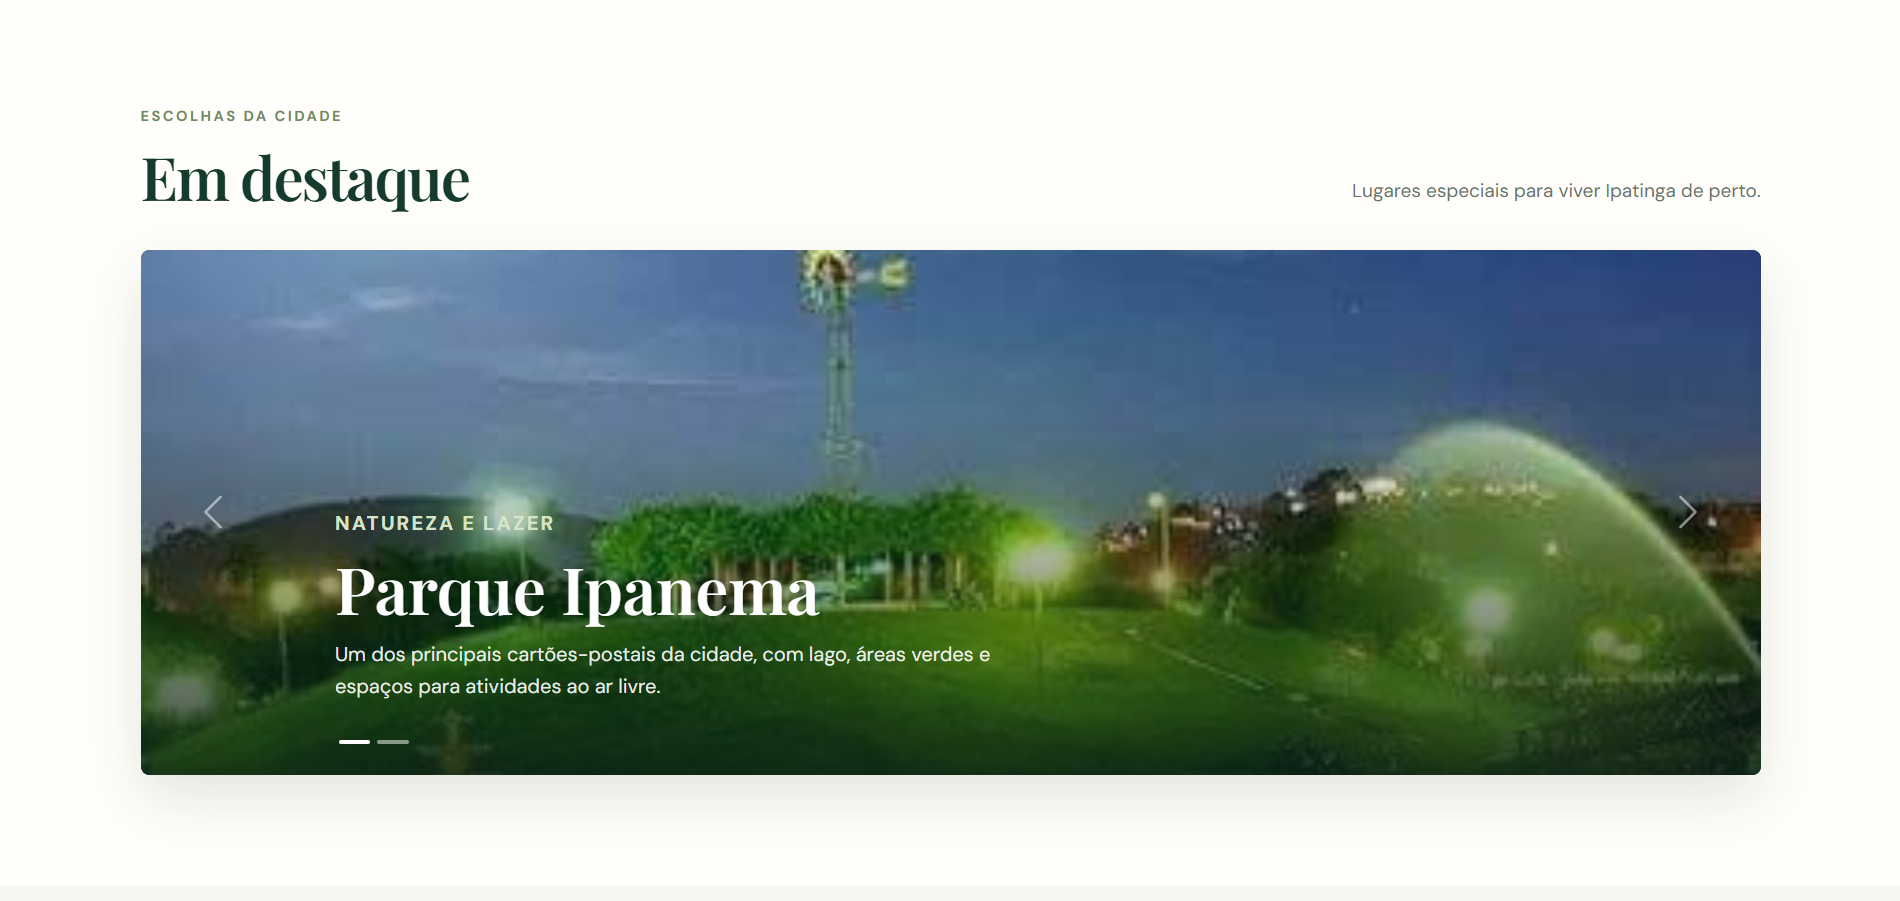 ESCOLHAS DA CIDADE
Em destaque
Lugares especiais para viver Ipatinga de perto.
NATUREZA E LAZER
Parque Ipanema
Um dos principais cartões-postais da cidade, com lago, áreas verdes e
espaços para atividades ao ar livre.